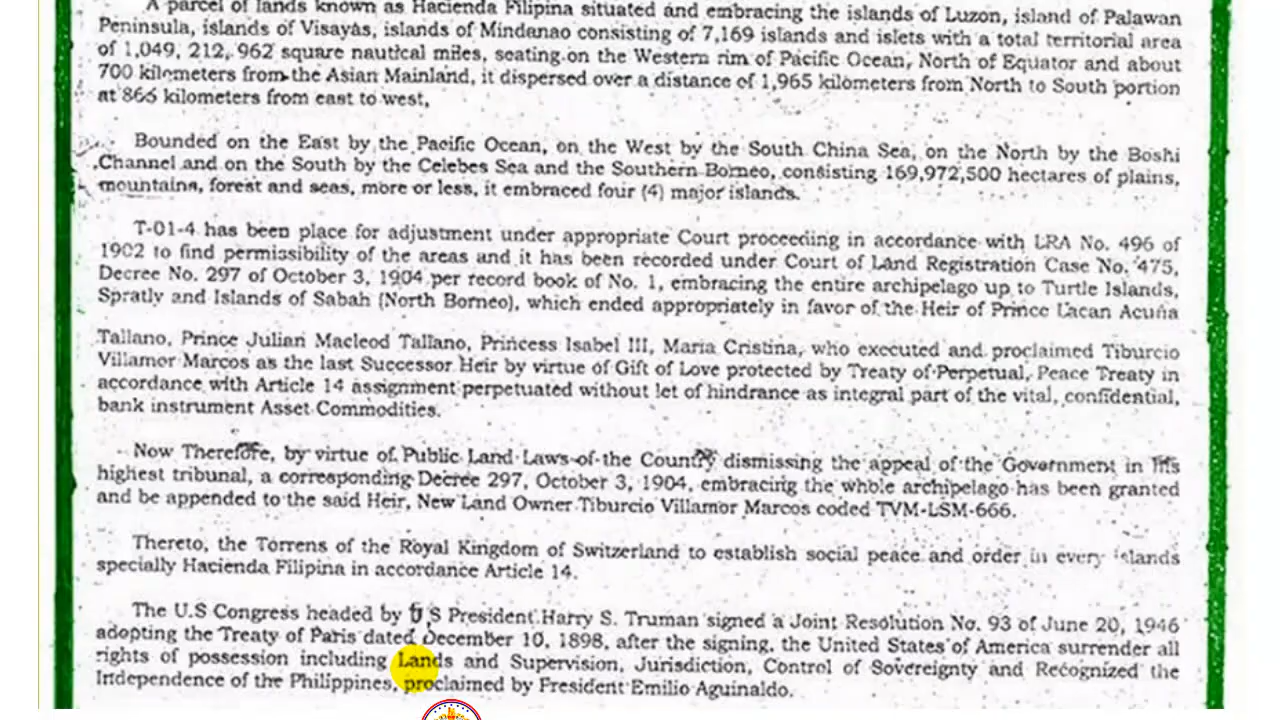 A parcel of lands known as Hacienda Filipina situated and embracing the islands of Luzon, island of Palawan
Peninsula, islands of Visayas, islands of Mindanao consisting of 7,169 islands and islets with a total territorial area
of 1,049, 212, 962 square nautical miles, seating on the Western rim of Pacific Ocean, North of Equator and about
700 kilometers from the Asian Mainland, it dispersed over a distance of 1,965 kilometers from North to South portion
at 865 kilometers from east to west,
Bounded on the East by the Pacific Ocean, on the West by the South China Sea, on the North by the Boshi
Channel and on the South by the Celebes Sea and the Southern Borneo, consisting 169,972,500 hectares of plains,
mountains, forest and seas, more or less, it embraced four (4) major islands.
T-01-4 has been place for adjustment under appropriate Court proceeding in accordance with LRA No. 496 of
1902 to find permissibility of the areas and it has been recorded under Court of Land Registration Case No. 475,
Decree No. 297 of October 3, 1904 per record book of No. 1, embracing the entire archipelago up to Turtle Islands,
Spratly and Islands of Sabah (North Borneo), which ended appropriately in favor of the Heir of Prince Lacan Acuña
Tallano, Prince Julian Macleod Tallano, Princess Isabel III, Maria Cristina, who executed and proclaimed Tiburcio
Villamor Marcos as the last Successor Heir by virtue of Gift of Love protected by Treaty of Perpetual, Peace Treaty in
accordance with Article 14 assignment perpetuated without let of hindrance as integral part of the vital, confidential,
bank instrument Asset Commodities.
Now Therefore, by virtue of Public Land Laws of the Country dismissing the appeal of the Government in its
highest tribunal, a corresponding Decree 297, October 3, 1904, embracing the whole archipelago has been granted
and be appended to the said Heir, New Land Owner Tiburcio Villamor Marcos coded TVM-LSM-666.
Thereto, the Torrens of the Royal Kingdom of Switzerland to establish social peace and order in every islands
specially Hacienda Filipina in accordance Article 14.
The U.S Congress headed by U.S President Harry S. Truman signed a Joint Resolution No. 93 of June 20, 1946
adopting the Treaty of Paris dated December 10, 1898, after the signing, the United States of America surrender all
rights of possession including Lands and Supervision, Jurisdiction, Control of Sovereignty and Recognized the
Independence of the Philippines, proclaimed by President Emilio Aguinaldo.